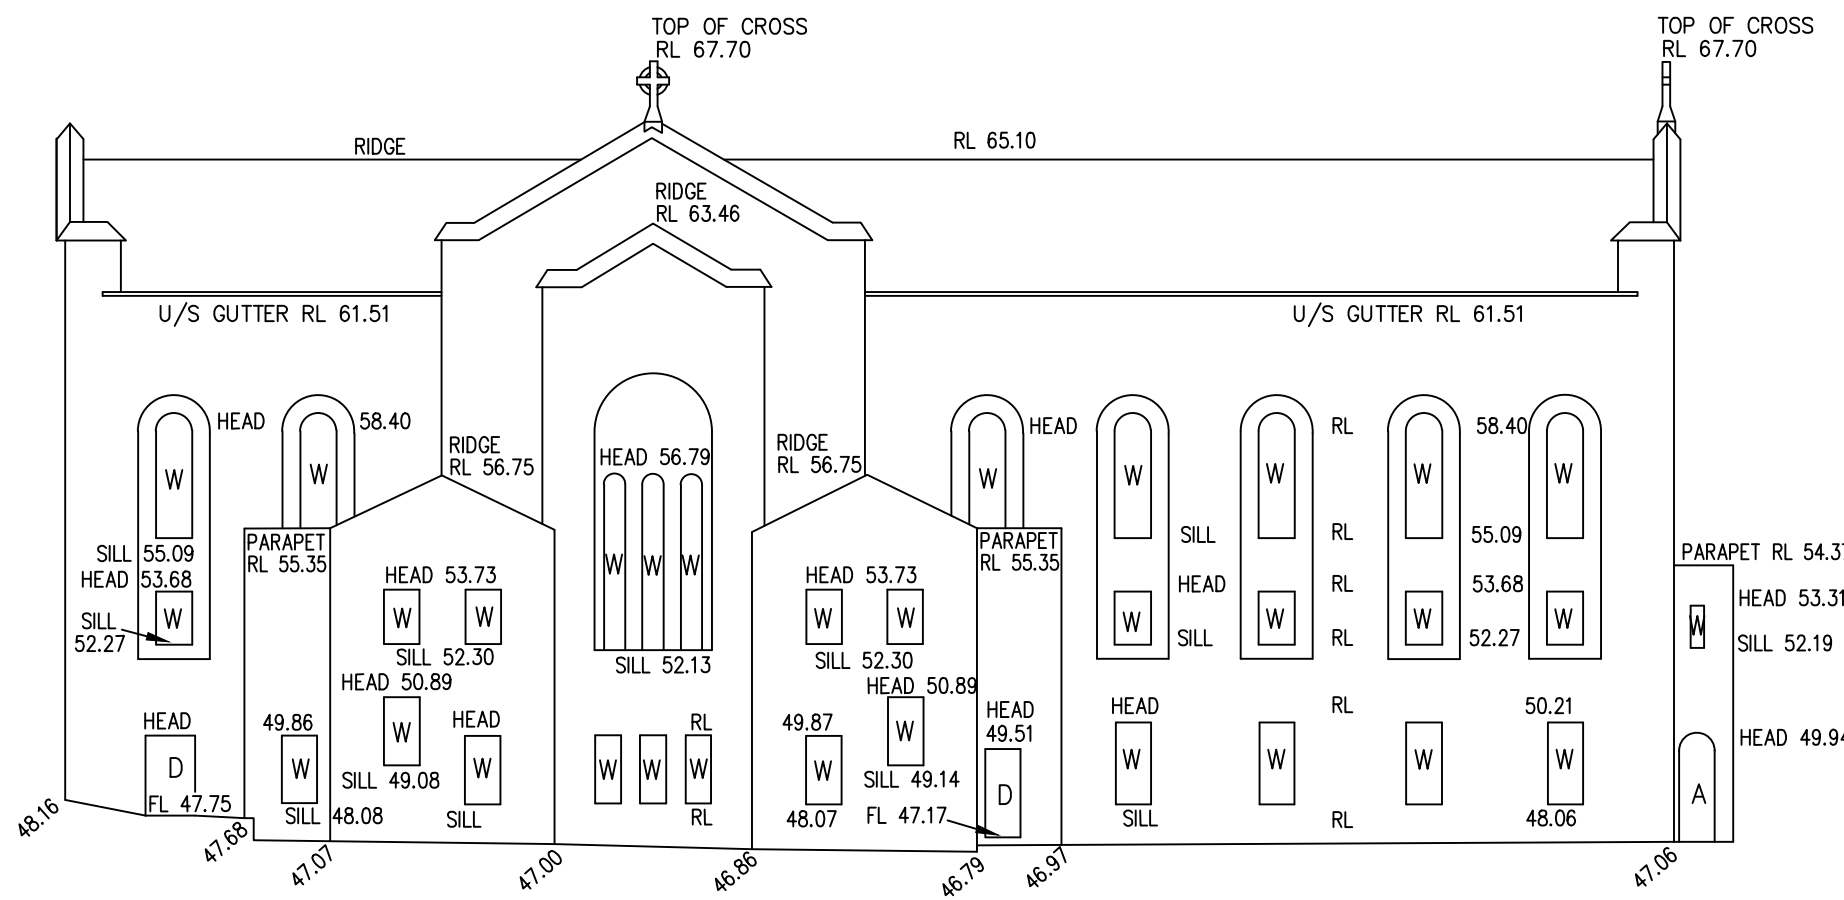 TOP OF CROSS
RL 67.70
TOP OF CROSS
RL 67.70
RIDGE
RL 65.10
RIDGE
RL 63.46
U/S GUTTER RL 61.51
U/S GUTTER RL 61.51
HEAD
58.40
HEAD
RL
58.40
RIDGE
RL 56.75
HEAD 56.79
RIDGE
RL 56.75
W
W
W
W
W
W
W
SILL
RL
55.09
SILL 55.09
HEAD 53.68
PARAPET
RL 55.35
PARAPET
RL 55.35
PARAPET RL 54.3
W
W
W
HEAD 53.73
HEAD 53.73
HEAD
RL
53.68
HEAD 53.31
W
SILL
52.27
W
W
W
W
W
W
W
W
W
SILL
RL
52.27
SILL 52.19
SILL 52.30
SILL 52.13
SILL 52.30
HEAD 50.89
HEAD 50.89
HEAD
49.86
HEAD
RL
49.87
HEAD
49.51
HEAD
RL
50.21
HEAD 49.94
W
W
D
W
W
W
W
W
W
W
W
W
W
D
A
SILL 49.08
SILL 49.14
FL 47.75
SILL 48.08
SILL
RL
48.07
FL 47.17
SILL
RL
48.06
48.16
47.68
47.07
47.00
46.86
46.79
46.97
47.06